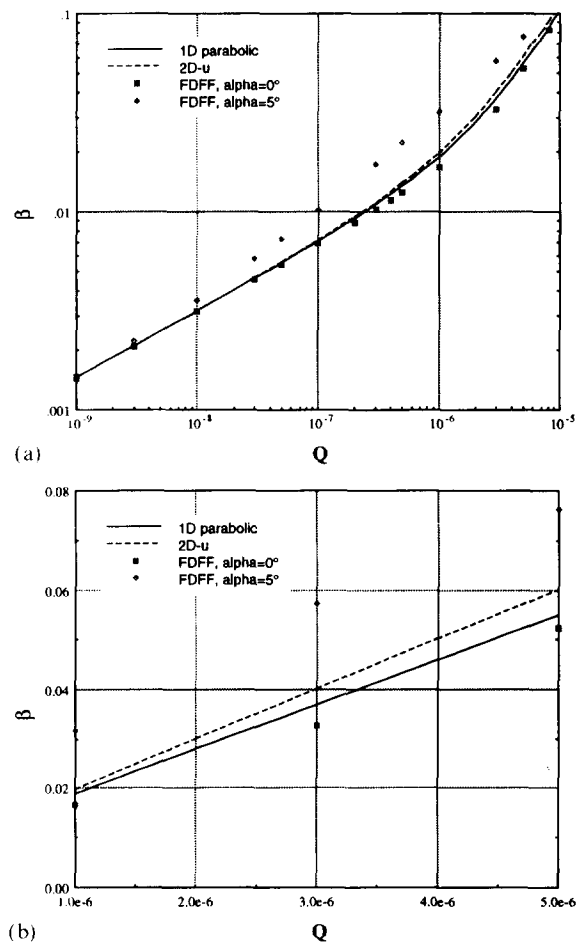 .1
1D parabolic
2D-u
FDFF, alpha=0°
FDFF, alpha=5°
β
.01
.001
10⁻⁹ 10⁻⁸ 10⁻⁷ 10⁻⁶ 10⁻⁵
(a) Q
0.08
1D parabolic
2D-u
FDFF, alpha=0°
FDFF, alpha=5°
0.06
β
0.04
0.02
0.00
1.0e-6 2.0e-6 3.0e-6 4.0e-6 5.0e-6
(b) Q